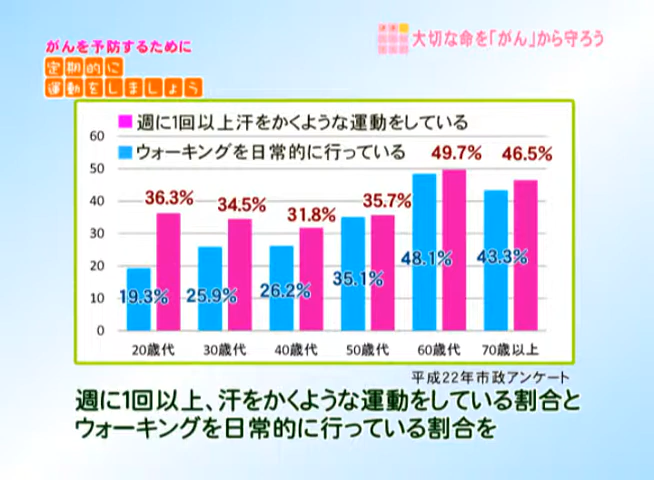 がんを予防するために
定期的に
運動をしましょう
大切な命を「がん」から守ろう
週に1回以上汗をかくような運動をしている
ウォーキングを日常的に行っている
60
50
40
30
20
10
0
36.3%
34.5%
31.8%
35.7%
49.7%
46.5%
19.3%
25.9%
26.2%
35.1%
48.1%
43.3%
20歳代
30歳代
40歳代
50歳代
60歳代
70歳以上
平成22年市政アンケート
週に1回以上、汗をかくような運動をしている割合と
ウォーキングを日常的に行っている割合を